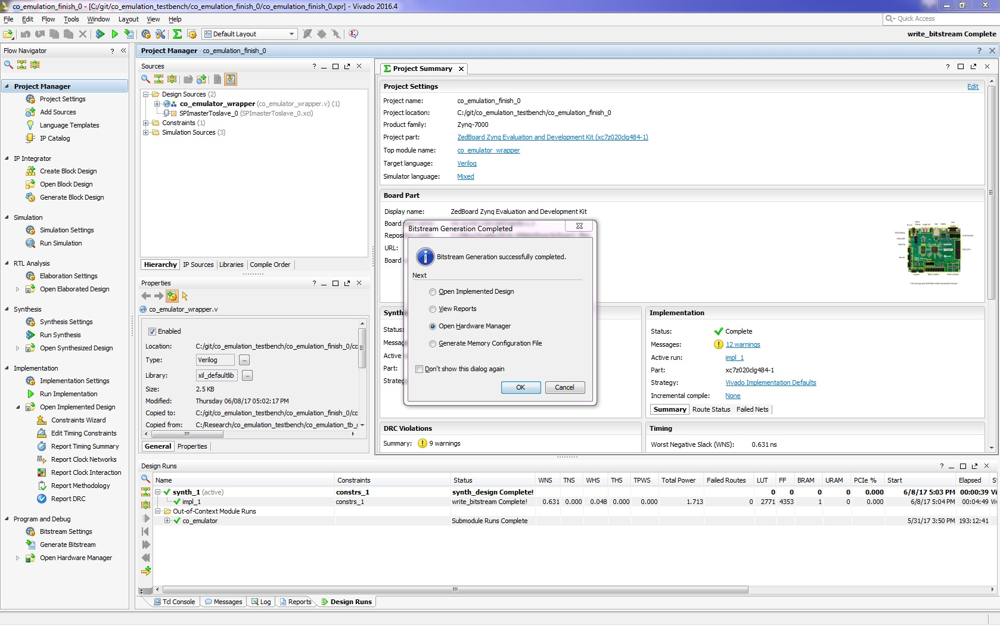 co_emulation_finish_0 - [C:/git/co_emulation_testbench/co_emulation_finish_0/co_emulation_finish_0.xpr] - Vivado 2016.4
File Edit Flow Tools Window Layout View Help
Quick Access
Default Layout
write_bitstream Complete
Flow Navigator
Project Manager
Project Settings
Add Sources
Language Templates
IP Catalog
IP Integrator
Create Block Design
Open Block Design
Generate Block Design
Simulation
Simulation Settings
Run Simulation
RTL Analysis
Elaboration Settings
Open Elaborated Design
Synthesis
Synthesis Settings
Run Synthesis
Open Synthesized Design
Implementation
Implementation Settings
Run Implementation
Open Implemented Design
Constraints Wizard
Edit Timing Constraints
Report Timing Summary
Report Clock Networks
Report Clock Interaction
Report Methodology
Report DRC
Program and Debug
Bitstream Settings
Generate Bitstream
Open Hardware Manager
Project Manager - co_emulation_finish_0
Sources
Design Sources (2)
co_emulator_wrapper (co_emulator_wrapper.v) (1)
SPImasterToslave_0 (SPImasterToslave_0.xci)
Constraints (1)
Simulation Sources (3)
Hierarchy IP Sources Libraries Compile Order
Properties
co_emulator_wrapper.v
Enabled
Location: C:/git/co_emulation_testbench/co_emulation_finish_0/cc
Type: Verilog ...
Library: xil_defaultlib ...
Size: 2.5 KB
Modified: Thursday 06/08/17 05:02:17 PM
Copied to: C:/git/co_emulation_testbench/co_emulation_finish_0/cc
Copied from: C:/Research/co_emulation_testbench/co_emulation_tb_r
General Properties
Project Summary
Project Settings Edit
Project name: co_emulation_finish_0
Project location: C:/git/co_emulation_testbench/co_emulation_finish_0
Product family: Zynq-7000
Project part: ZedBoard Zynq Evaluation and Development Kit (xc7z020clg484-1)
Top module name: co_emulator_wrapper
Target language: Verilog
Simulator language: Mixed
Board Part
Display name: ZedBoard Zynq Evaluation and Development Kit
Board
Reposi
URL:
Board
Bitstream Generation Completed
Bitstream Generation successfully completed.
Next
Open Implemented Design
View Reports
Open Hardware Manager
Generate Memory Configuration File
Don't show this dialog again
OK Cancel
Synth
Status:
Messag
Active
Part:
Strateg
Implementation
Status: Complete
Messages: 12 warnings
Active run: impl_1
Part: xc7z020clg484-1
Strategy: Vivado Implementation Defaults
Incremental compile: None
Summary Route Status Failed Nets
DRC Violations
Summary: 9 warnings
Timing
Worst Negative Slack (WNS): 0.631 ns
Design Runs
Name Constraints Status WNS TNS WHS THS TPWS Total Power Failed Routes LUT FF BRAM URAM PCIe % Start Elapsed St
synth_1 (active) constrs_1 synth_design Complete! 0 0 0 0 0.000 6/8/17 5:03 PM 00:00:39 Vi
impl_1 constrs_1 write_bitstream Complete! 0.631 0.000 0.048 0.000 0.000 1.713 0 2771 4353 1 0 0.000 6/8/17 5:04 PM 00:04:49 Vi
Out-of-Context Module Runs
co_emulator Submodule Runs Complete 5/31/17 3:50 PM 193:12:41
Tcl Console Messages Log Reports Design Runs